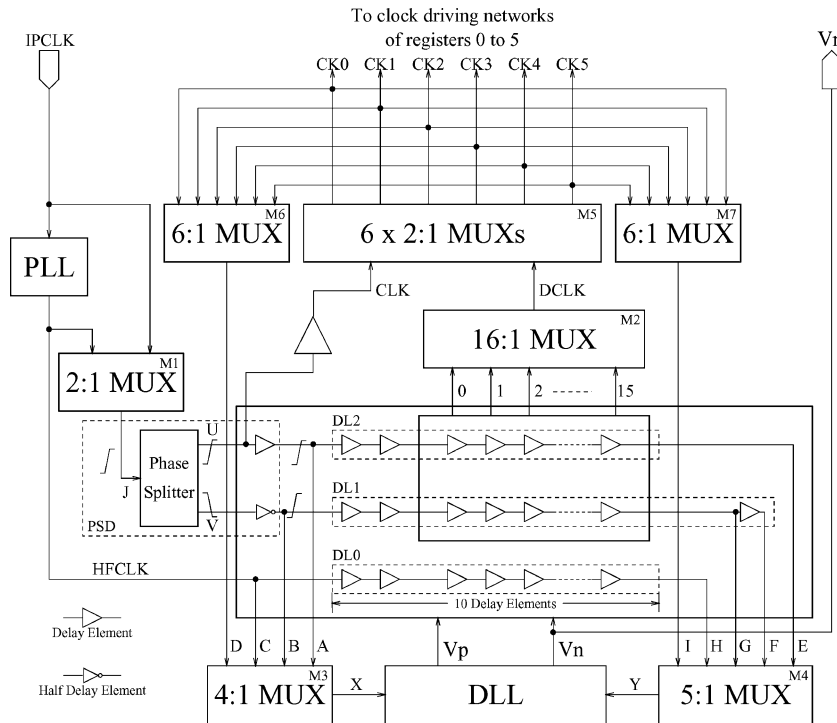 To clock driving networks
of registers 0 to 5
IPCLK
CK0 CK1 CK2 CK3 CK4 CK5
M6
6:1 MUX
M5
6 x 2:1 MUXs
M7
6:1 MUX
PLL
CLK
DCLK
M2
16:1 MUX
M1
2:1 MUX
0 1 2 15
U
DL2
Phase
Splitter
J
V
PSD
DL1
HFCLK
DL0
10 Delay Elements
Delay Element
Half Delay Element
D C B A
Vp
Vn
I H G F E
M3
4:1 MUX
X
DLL
Y
M4
5:1 MUX